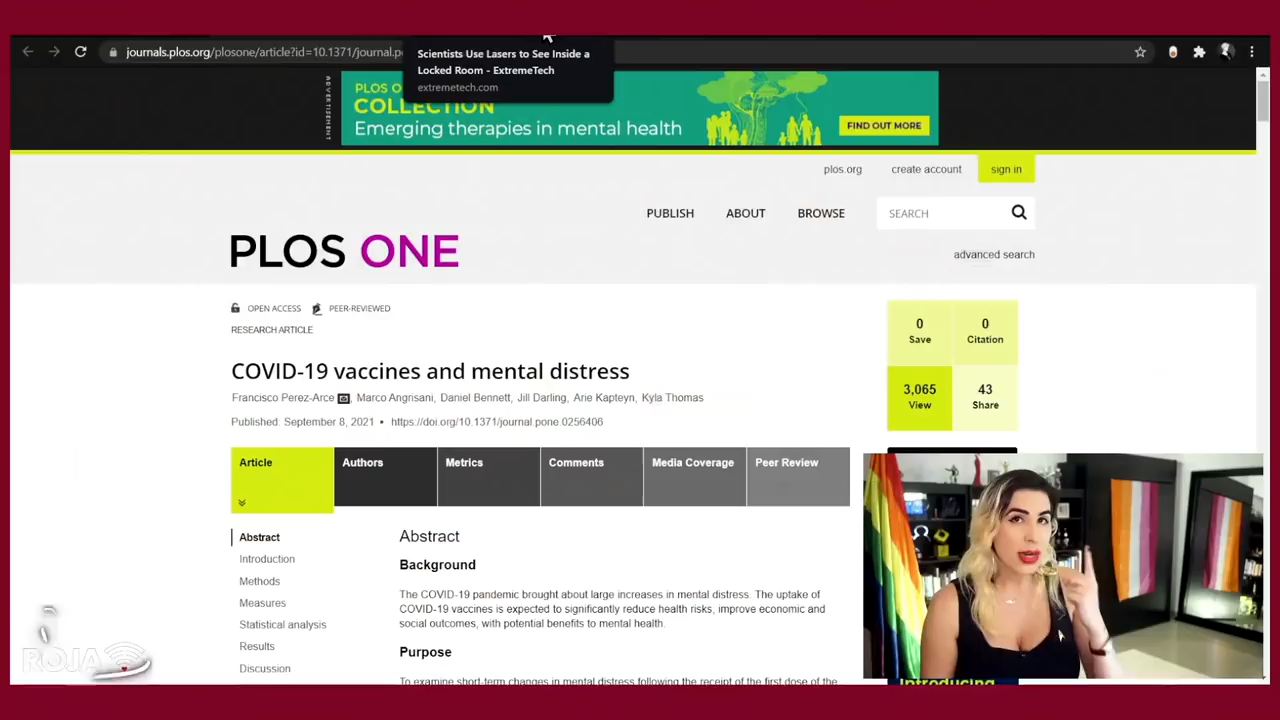 journals.plos.org/plosone/article?id=10.1371/journal.p
Scientists Use Lasers to See Inside a
Locked Room - ExtremeTech
extremetech.com
ADVERTISEMENT
PLOS O
COLLECTION
Emerging therapies in mental health
FIND OUT MORE
plos.org
create account
sign in
PUBLISH
ABOUT
BROWSE
SEARCH
PLOS ONE
advanced search
OPEN ACCESS
PEER-REVIEWED
RESEARCH ARTICLE
0
Save
0
Citation
3,065
View
43
Share
COVID-19 vaccines and mental distress
Francisco Perez-Arce, Marco Angrisani, Daniel Bennett, Jill Darling, Arie Kapteyn, Kyla Thomas
Published: September 8, 2021 • https://doi.org/10.1371/journal.pone.0256406
Article
Authors
Metrics
Comments
Media Coverage
Peer Review
Abstract
Introduction
Methods
Measures
Statistical analysis
Results
Discussion
Abstract
Background
The COVID-19 pandemic brought about large increases in mental distress. The uptake of
COVID-19 vaccines is expected to significantly reduce health risks, improve economic and
social outcomes, with potential benefits to mental health.
Purpose
To examine short-term changes in mental distress following the receipt of the first dose of the
Introducing
ROJA